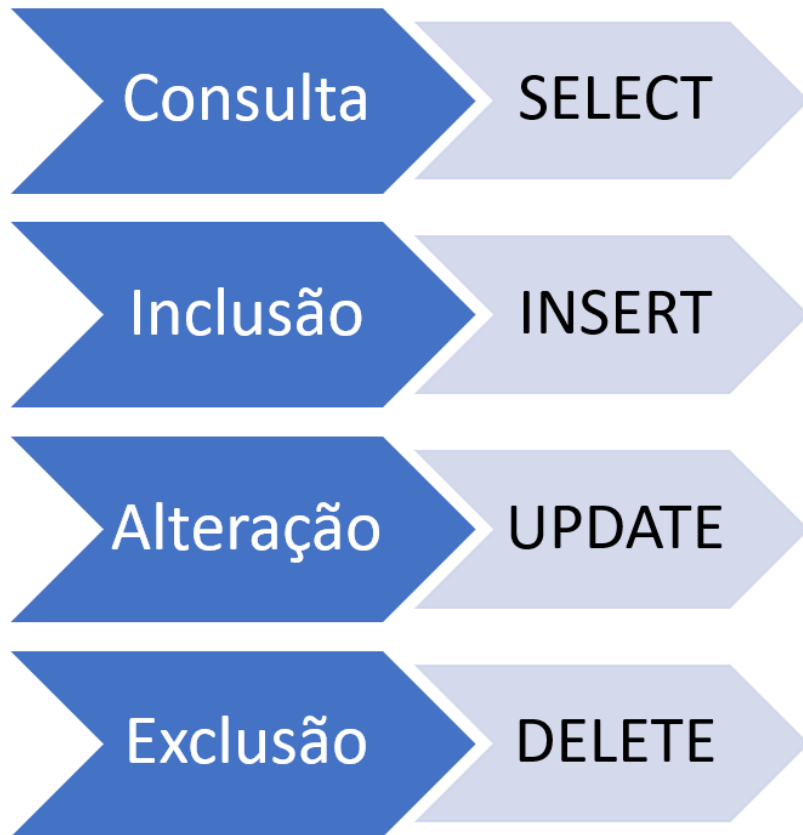 Consulta SELECT
Inclusão INSERT
Alteração UPDATE
Exclusão DELETE